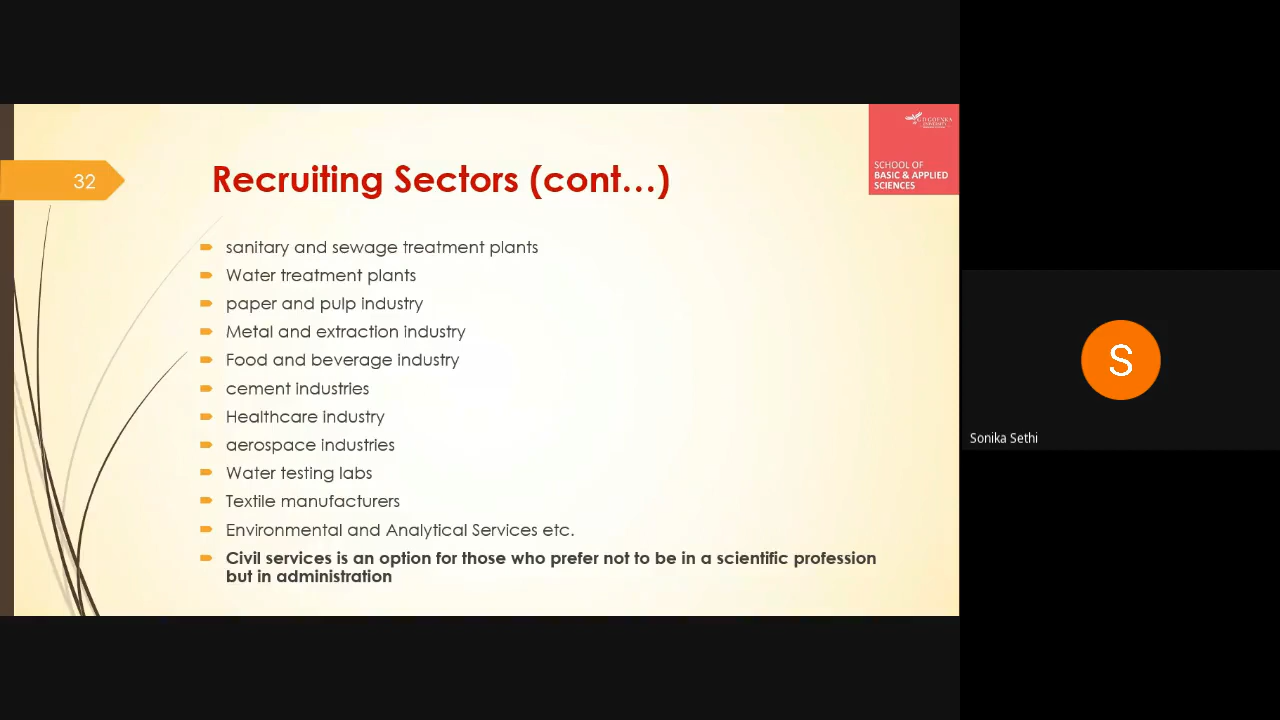 32
Recruiting Sectors (cont...)
SCHOOL OF
BASIC & APPLIED
SCIENCES
sanitary and sewage treatment plants
Water treatment plants
paper and pulp industry
Metal and extraction industry
Food and beverage industry
cement industries
Healthcare industry
aerospace industries
Water testing labs
Textile manufacturers
Environmental and Analytical Services etc.
Civil services is an option for those who prefer not to be in a scientific profession
but in administration
S
Sonika Sethi